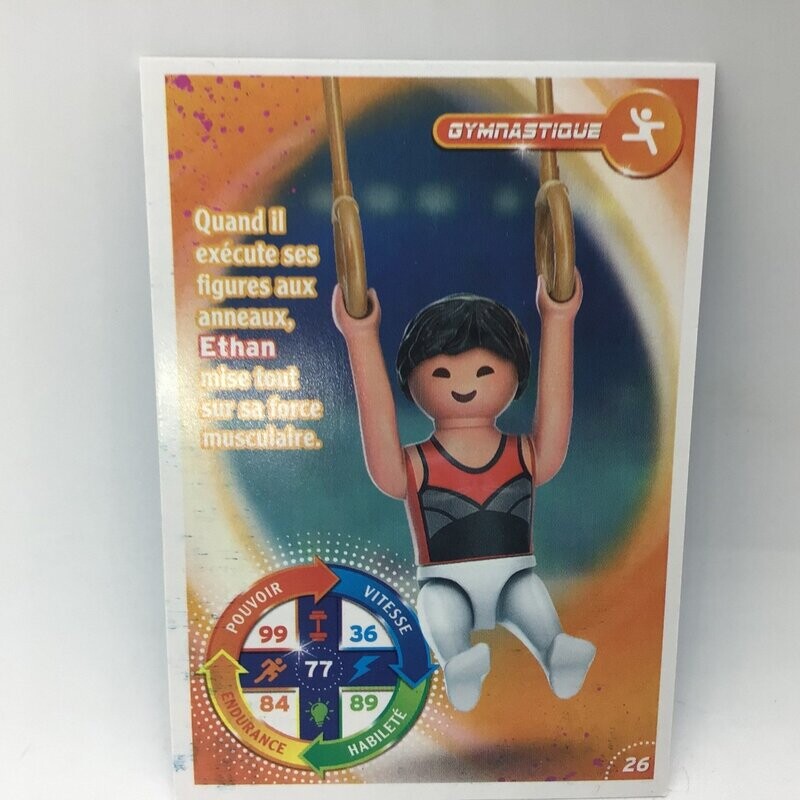 GYMNASTIQUE
Quand il
exécute ses
figures aux
anneaux,
Ethan
mise tout
sur sa force
musculaire.
POUVOIR
VITESSE
99
36
77
84
89
ENDURANCE
HABILETÉ
26